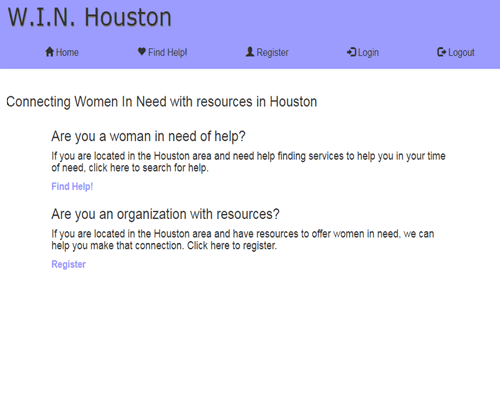 W.I.N. Houston
Home Find Help! Register Login Logout
Connecting Women In Need with resources in Houston
Are you a woman in need of help?
If you are located in the Houston area and need help finding services to help you in your time
of need, click here to search for help.
Find Help!
Are you an organization with resources?
If you are located in the Houston area and have resources to offer women in need, we can
help you make that connection. Click here to register.
Register